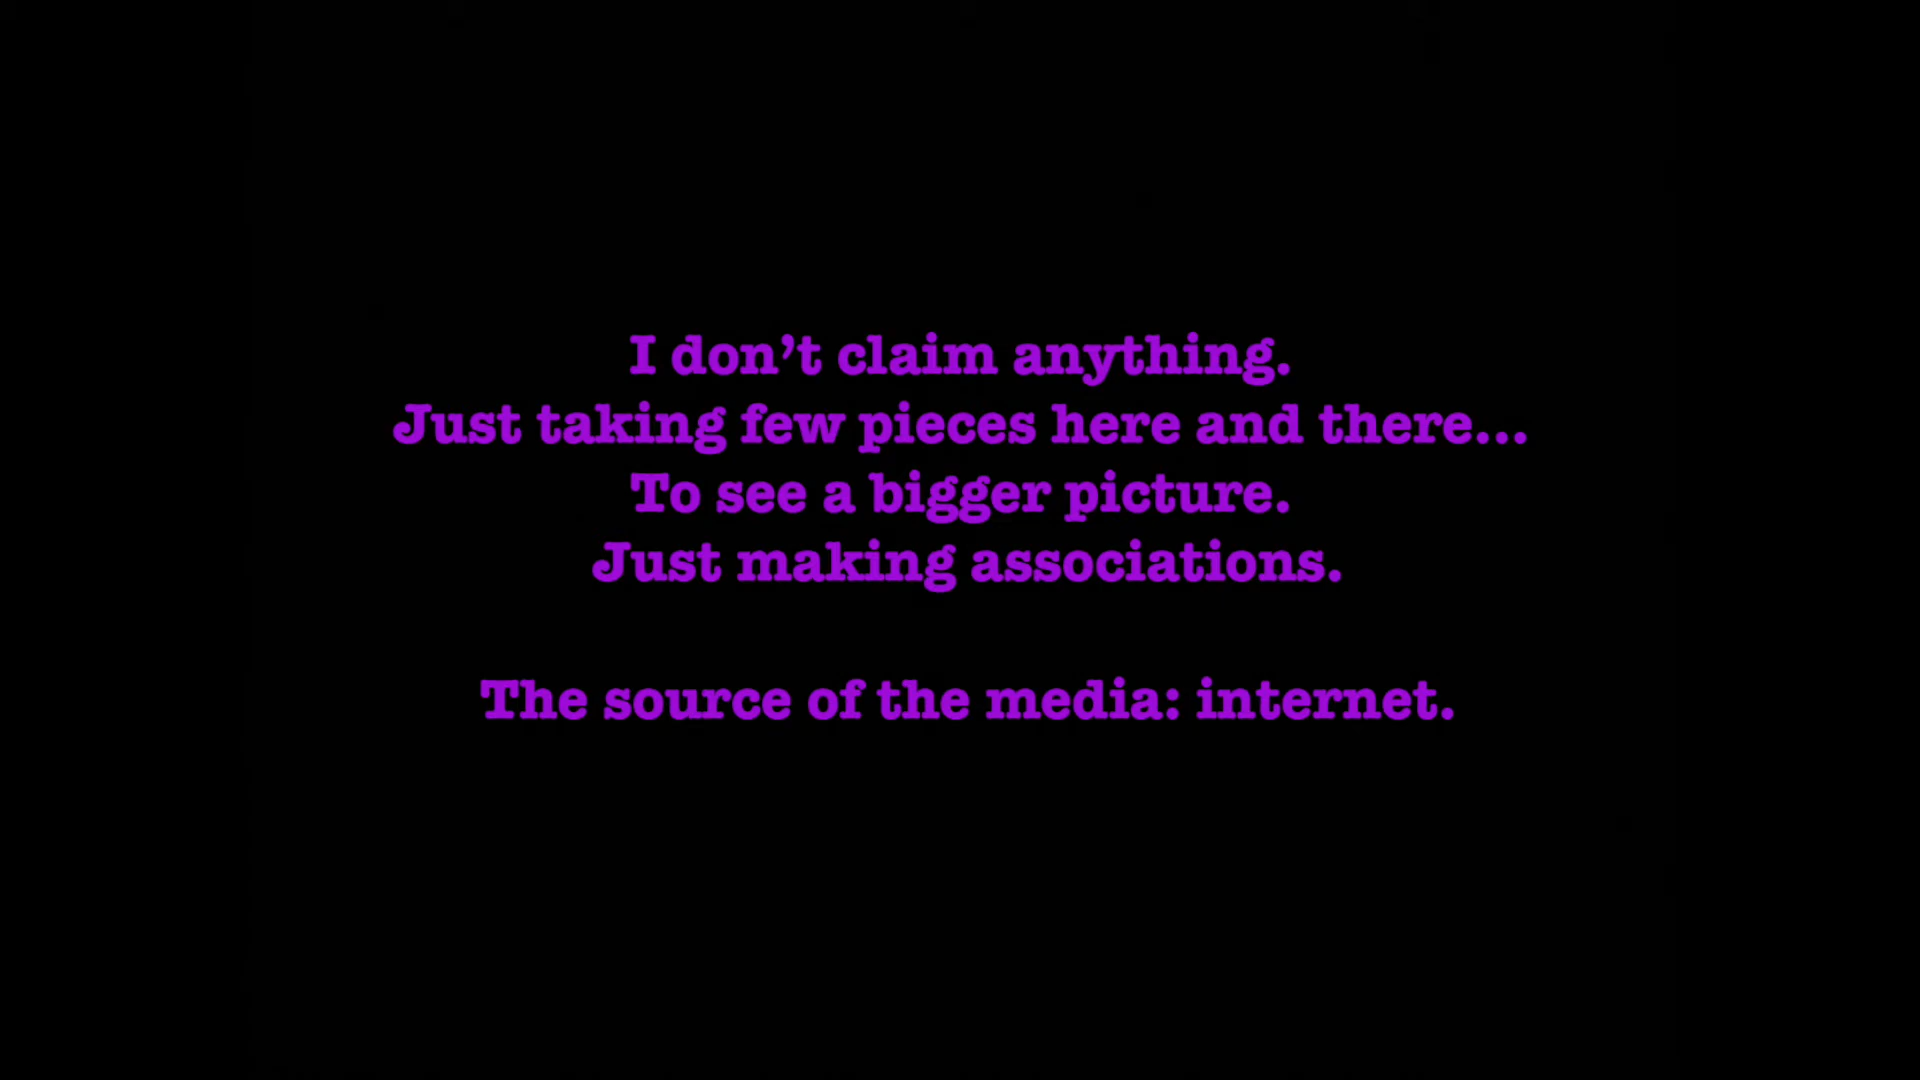 I don’t claim anything.
Just taking few pieces here and there...
To see a bigger picture.
Just making associations.
The source of the media: internet.